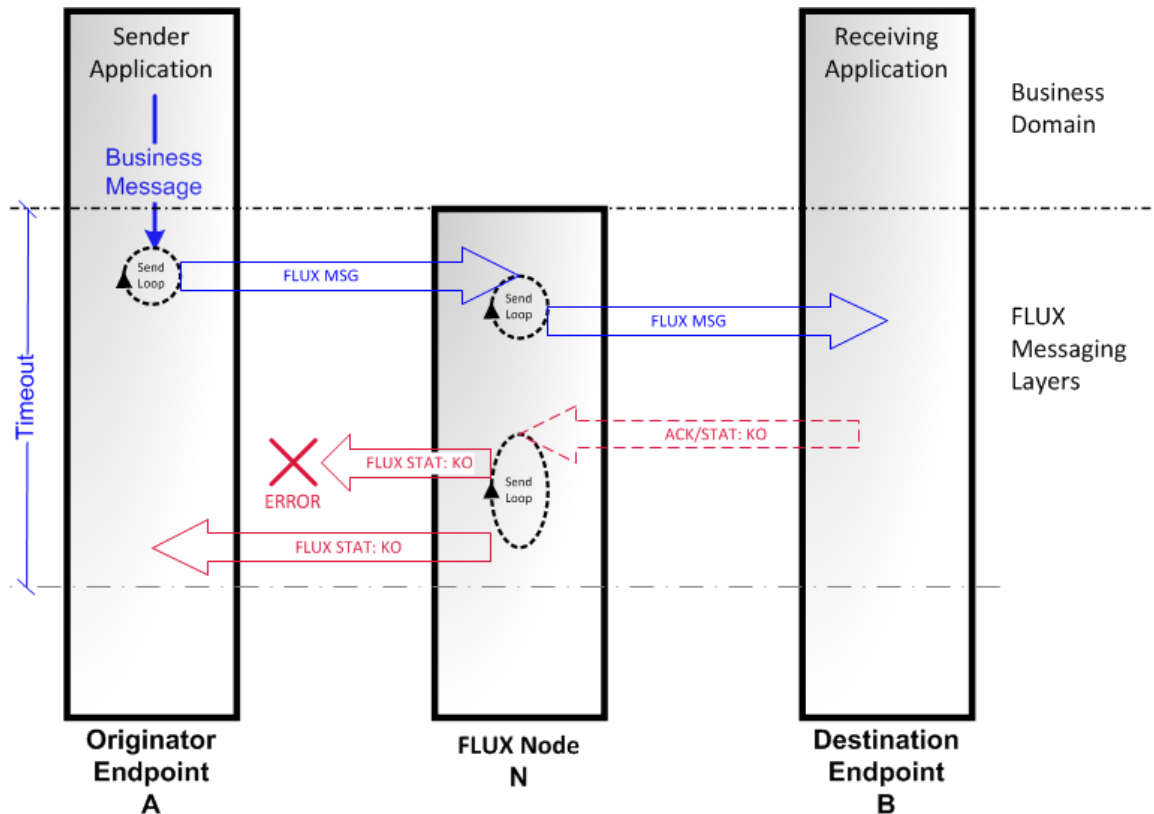 Sender
Application
Receiving
Application
Business
Domain
Business
Message
Send
Loop
FLUX MSG
Send
Loop
FLUX MSG
FLUX
Messaging
Layers
Timeout
ACK/STAT: KO
FLUX STAT: KO
Send
Loop
ERROR
FLUX STAT: KO
Originator
Endpoint
A
FLUX Node
N
Destination
Endpoint
B